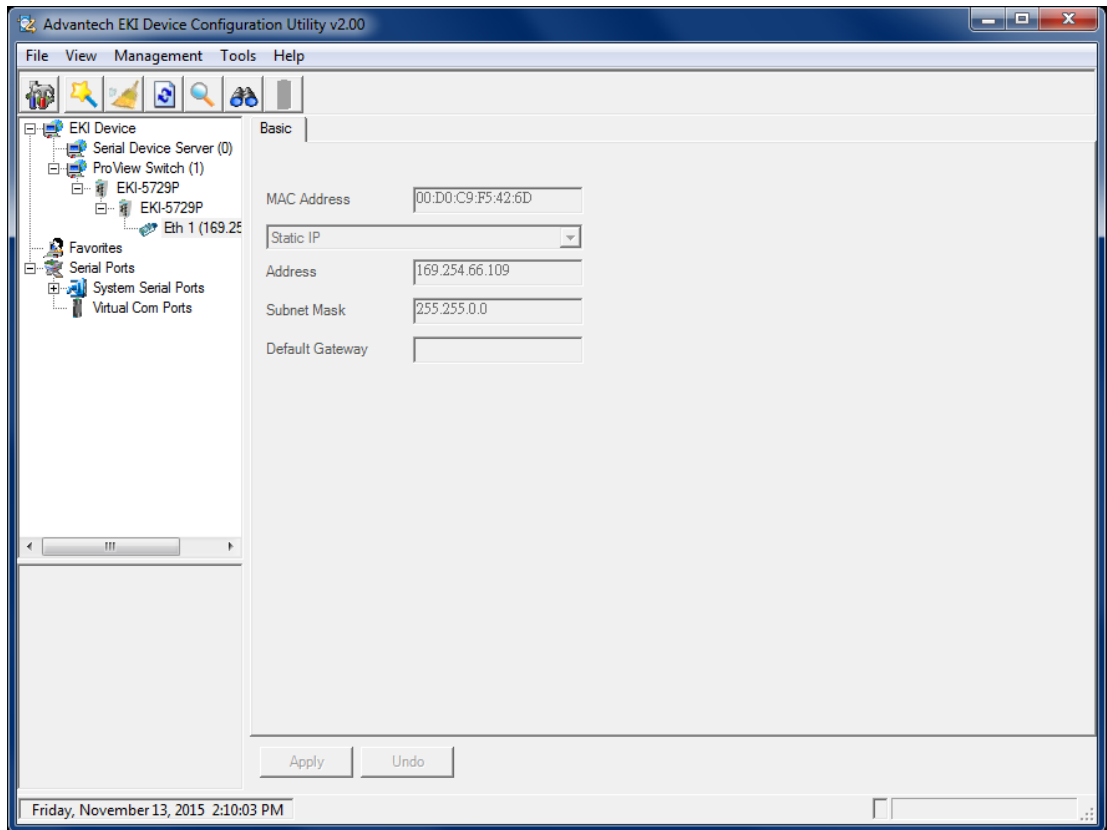 Advantech EKI Device Configuration Utility v2.00
File View Management Tools Help
EKI Device
Serial Device Server (0)
ProView Switch (1)
EKI-5729P
EKI-5729P
Eth 1 (169.25
Favorites
Serial Ports
System Serial Ports
Virtual Com Ports
Basic
MAC Address 00:D0:C9:F5:42:6D
Static IP
Address 169.254.66.109
Subnet Mask 255.255.0.0
Default Gateway
Apply Undo
Friday, November 13, 2015 2:10:03 PM